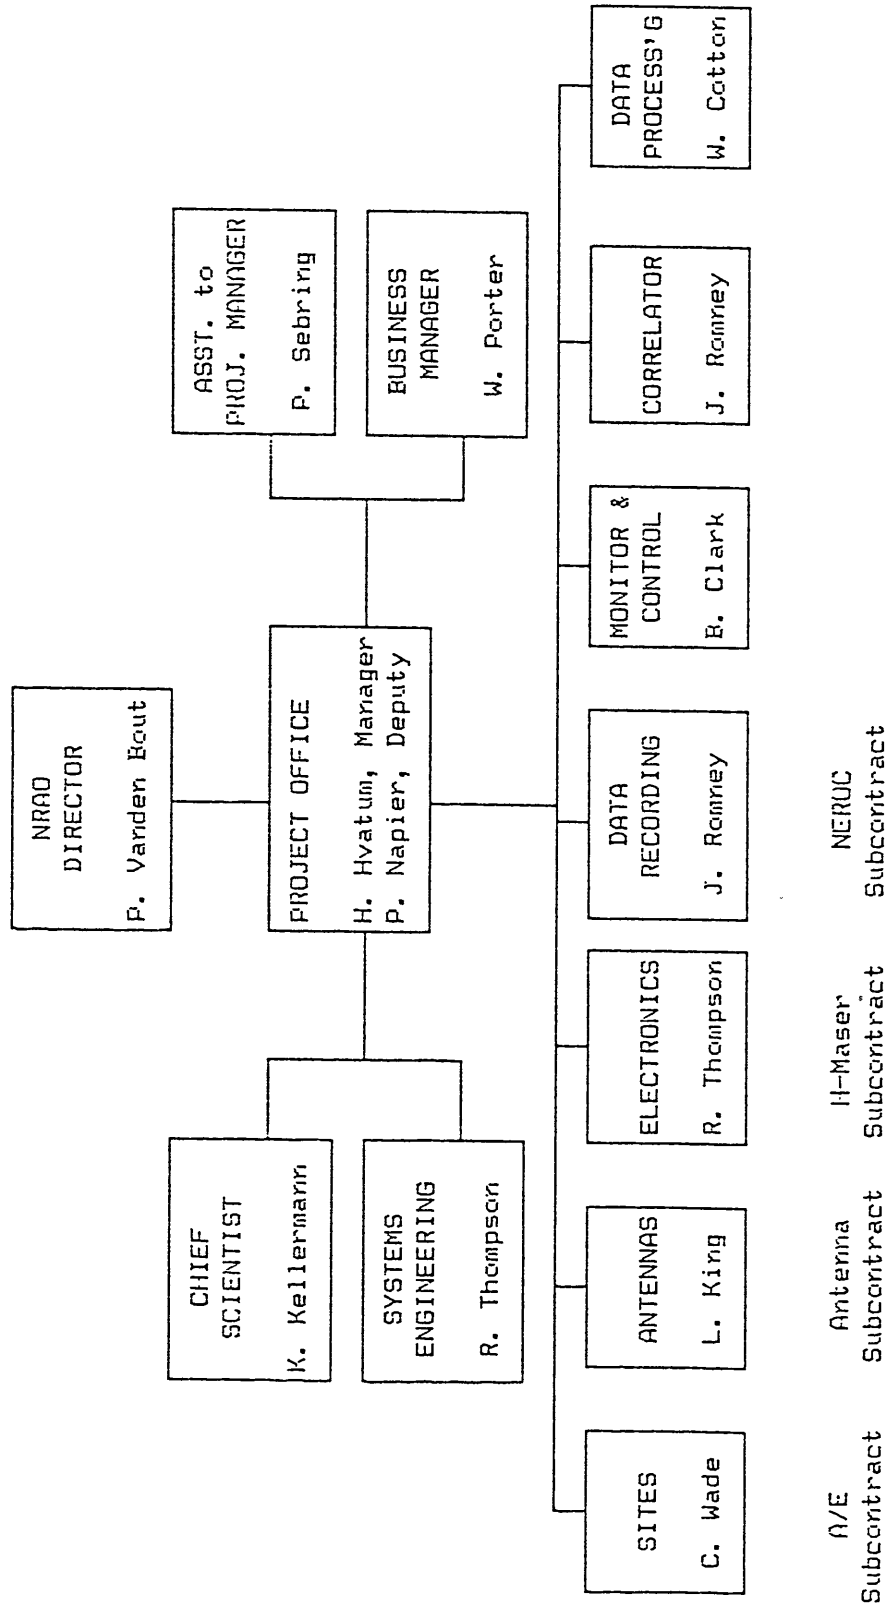 NRAO
DIRECTOR
P. Vanden Bout
CHIEF
SCIENTIST
K. Kellermann
SYSTEMS
ENGINEERING
R. Thompson
PROJECT OFFICE
H. Hvatum, Manager
P. Napier, Deputy
ASST. to
PROJ. MANAGER
P. Sebring
BUSINESS
MANAGER
W. Porter
SITES
C. Wade
ANTENNAS
L. King
ELECTRONICS
R. Thompson
DATA
RECORDING
J. Romney
MONITOR &
CONTROL
B. Clark
CORRELATOR
J. Romney
DATA
PROCESS'G
W. Cotton
A/E
Subcontract
Antenna
Subcontract
H-Maser
Subcontract
NEROC
Subcontract